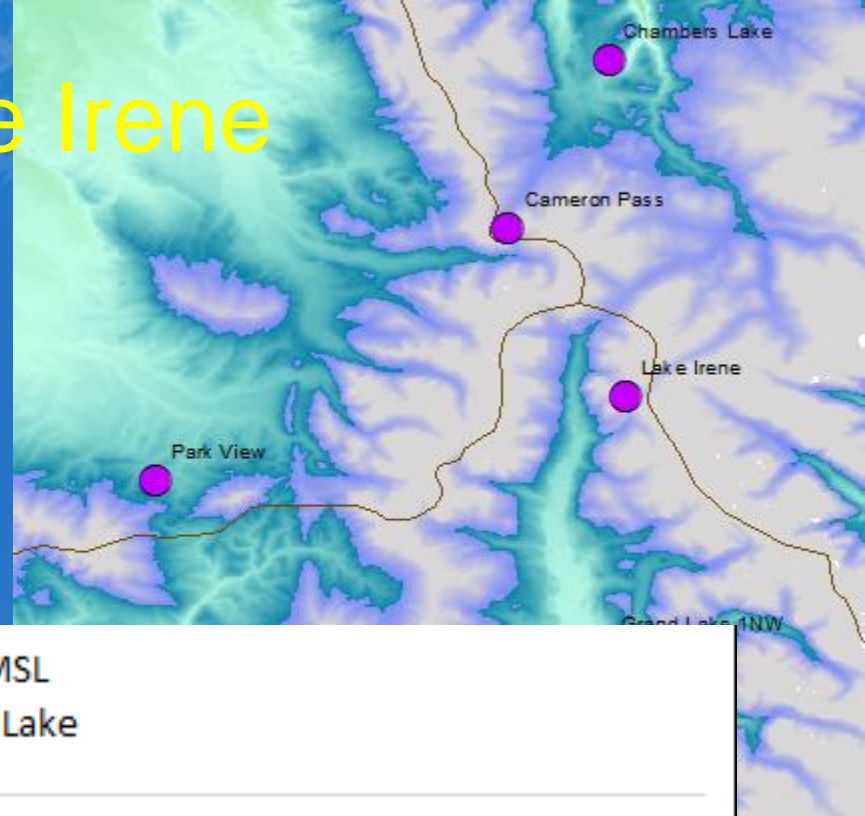 Chambers Lake
e Irene
Cameron Pass
Lake Irene
Park View
Grand Lake 1NW
MSL
Lake